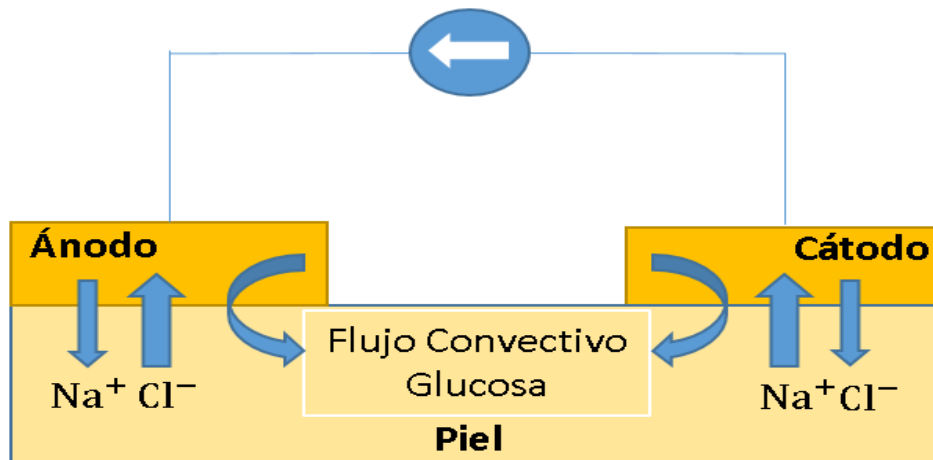 Ánodo
Cátodo
Flujo Convectivo
Glucosa
Na⁺ Cl⁻
Na⁺ Cl⁻
Piel